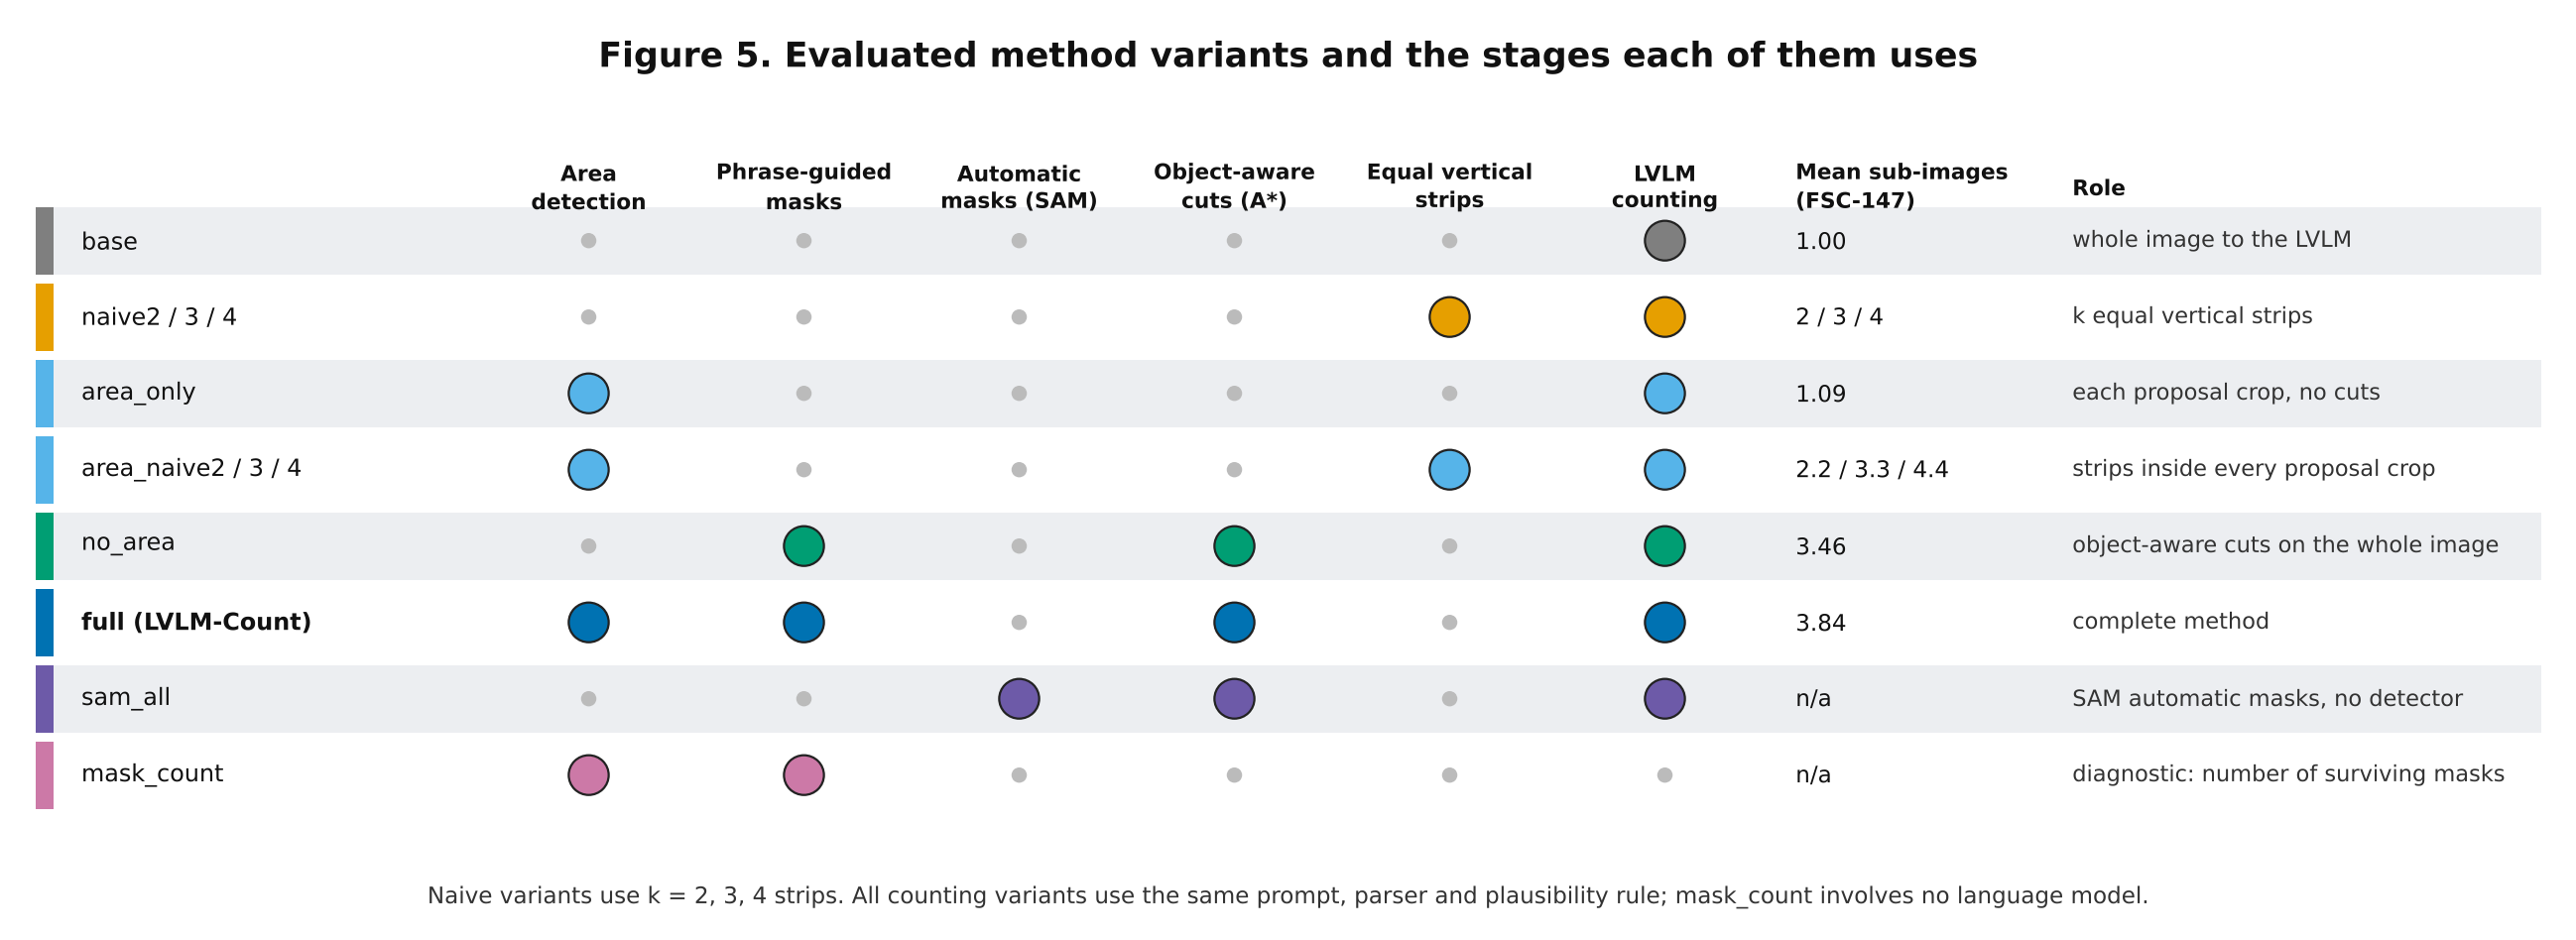 Figure 5. Evaluated method variants and the stages each of them uses
Area detection
Phrase-guided masks
Automatic masks (SAM)
Object-aware cuts (A*)
Equal vertical strips
LVLM counting
Mean sub-images (FSC-147)
Role
base 1.00 whole image to the LVLM
naive2 / 3 / 4 2 / 3 / 4 k equal vertical strips
area_only 1.09 each proposal crop, no cuts
area_naive2 / 3 / 4 2.2 / 3.3 / 4.4 strips inside every proposal crop
no_area 3.46 object-aware cuts on the whole image
full (LVLM-Count) 3.84 complete method
sam_all n/a SAM automatic masks, no detector
mask_count n/a diagnostic: number of surviving masks
Naive variants use k = 2, 3, 4 strips. All counting variants use the same prompt, parser and plausibility rule; mask_count involves no language model.